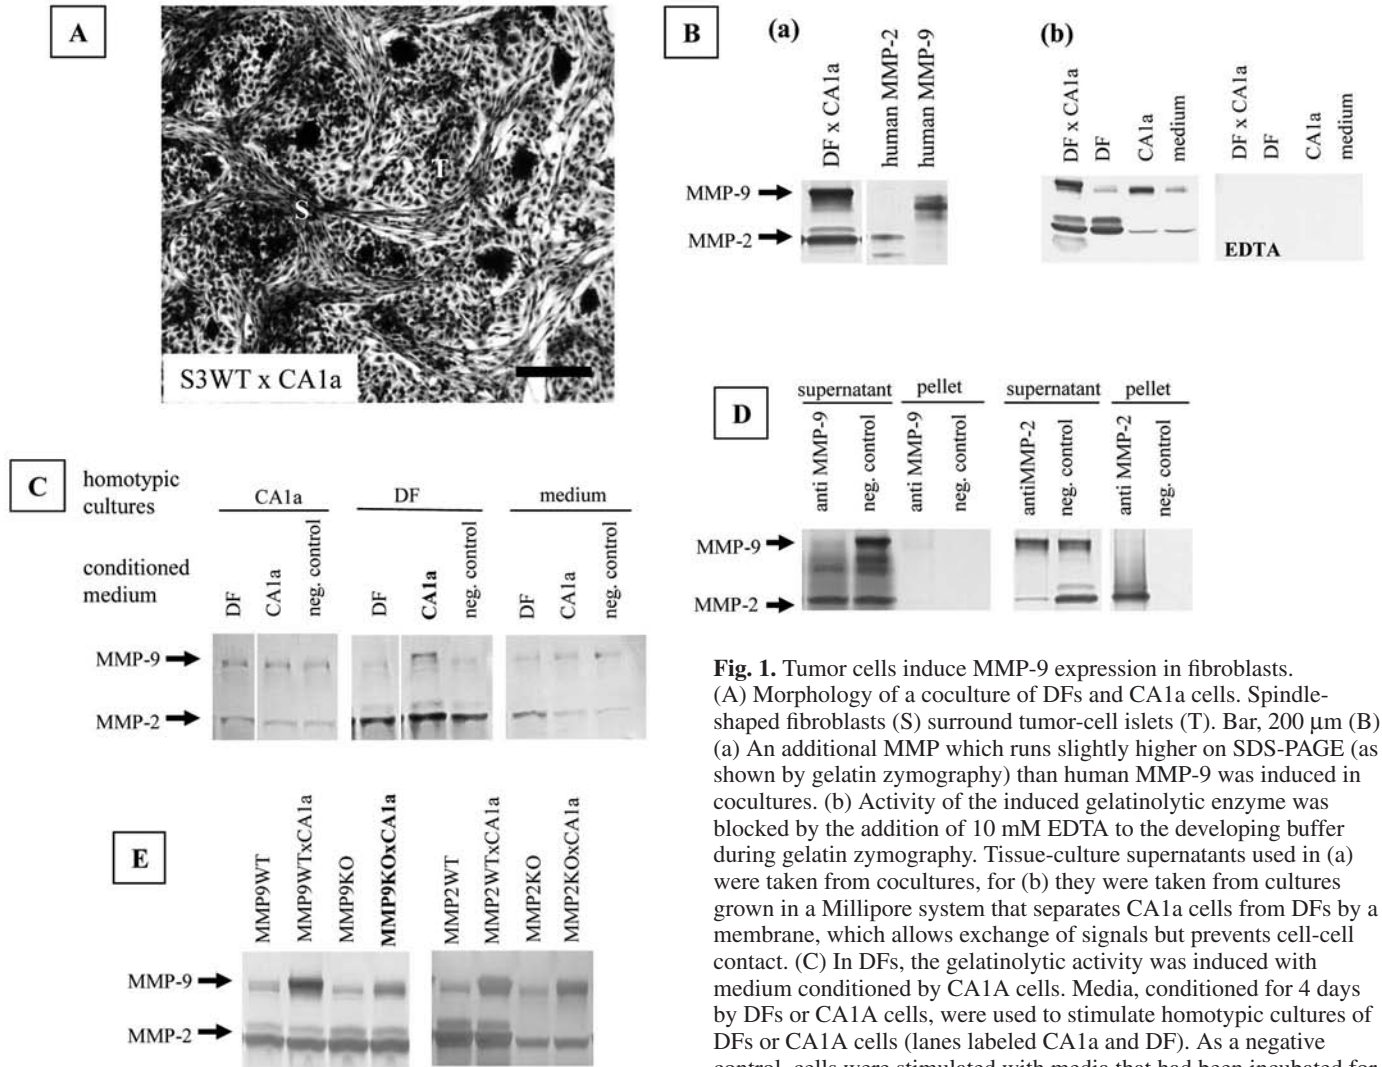 A
S
T
S3WT x CA1a
B
(a)
DF x CA1a
human MMP-2
human MMP-9
MMP-9
MMP-2
(b)
DF x CA1a
DF
CA1a
medium
DF x CA1a
DF
CA1a
medium
EDTA
C
homotypic
cultures
CA1a
DF
medium
conditioned
medium
DF
CA1a
neg. control
DF
CA1a
neg. control
DF
CA1a
neg. control
MMP-9
MMP-2
D
supernatant
pellet
supernatant
pellet
anti MMP-9
neg. control
anti MMP-9
neg. control
antiMMP-2
neg. control
anti MMP-2
neg. control
MMP-9
MMP-2
E
MMP9WT
MMP9WTxCA1a
MMP9KO
MMP9KOxCA1a
MMP2WT
MMP2WTxCA1a
MMP2KO
MMP2KOxCA1a
MMP-9
MMP-2
Fig. 1. Tumor cells induce MMP-9 expression in fibroblasts.
(A) Morphology of a coculture of DFs and CA1a cells. Spindle-
shaped fibroblasts (S) surround tumor-cell islets (T). Bar, 200 μm (B)
(a) An additional MMP which runs slightly higher on SDS-PAGE (as
shown by gelatin zymography) than human MMP-9 was induced in
cocultures. (b) Activity of the induced gelatinolytic enzyme was
blocked by the addition of 10 mM EDTA to the developing buffer
during gelatin zymography. Tissue-culture supernatants used in (a)
were taken from cocultures, for (b) they were taken from cultures
grown in a Millipore system that separates CA1a cells from DFs by a
membrane, which allows exchange of signals but prevents cell-cell
contact. (C) In DFs, the gelatinolytic activity was induced with
medium conditioned by CA1A cells. Media, conditioned for 4 days
by DFs or CA1A cells, were used to stimulate homotypic cultures of
DFs or CA1A cells (lanes labeled CA1a and DF). As a negative
control, cells were stimulated with media that had been incubated for